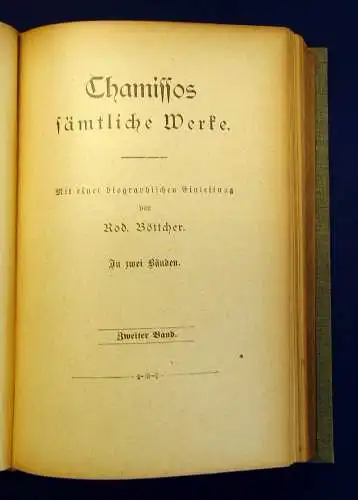 Chamissos
sämtliche Werke.
Mit einer biographischen Einleitung
von
Rod. Böttcher.
In zwei Bänden.
Zweiter Band.